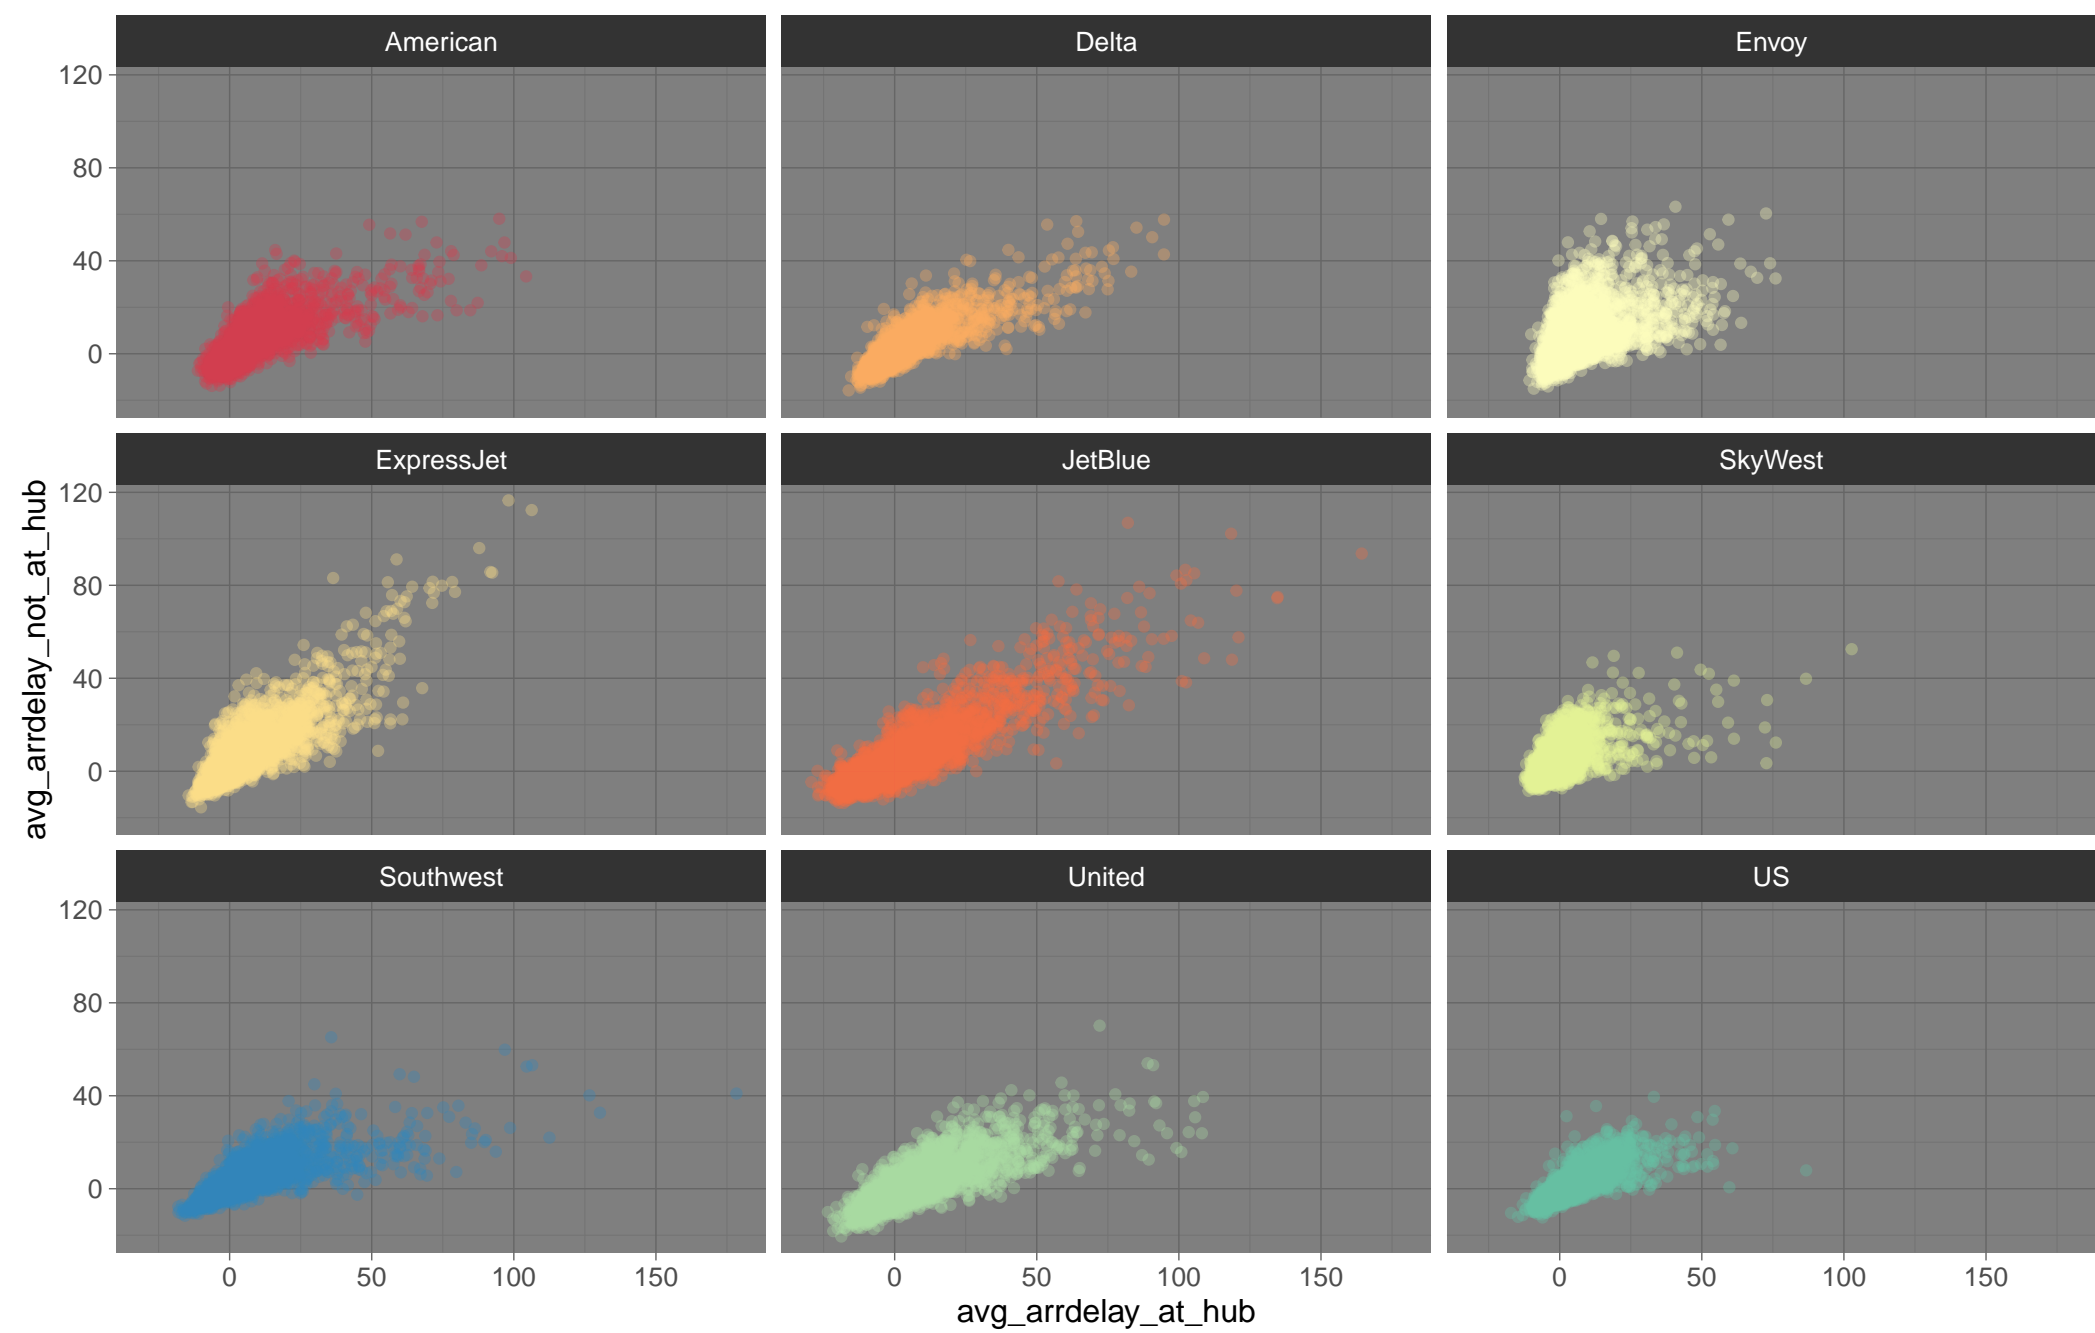 American
Delta
Envoy
120
80
40
0
ExpressJet
JetBlue
SkyWest
120
80
40
0
Southwest
United
US
120
80
40
0
0 50 100 150
0 50 100 150
0 50 100 150
avg_arrdelay_at_hub
avg_arrdelay_not_at_hub